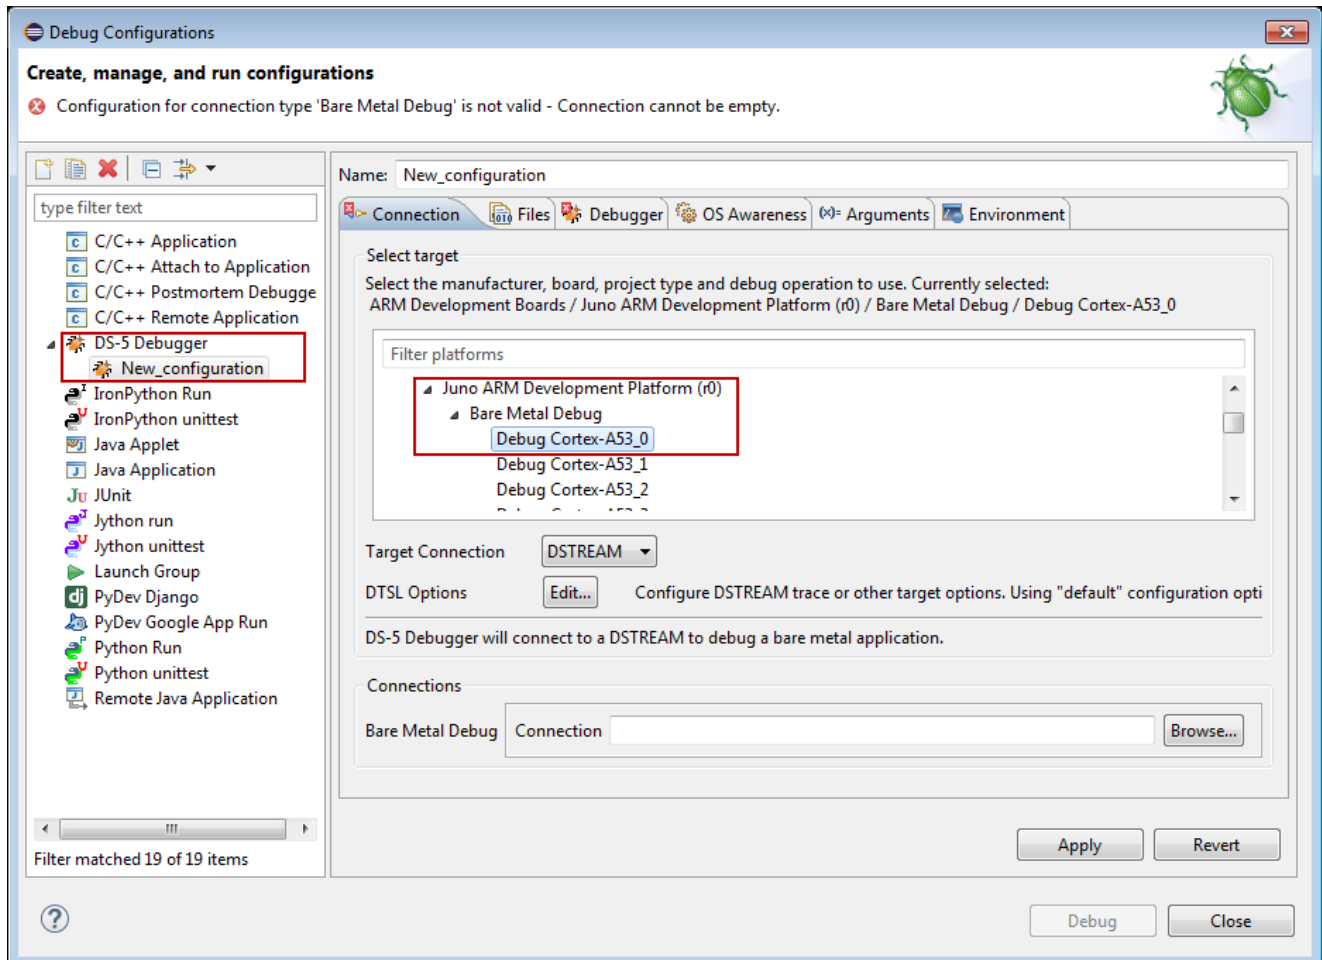 Debug Configurations
Create, manage, and run configurations
Configuration for connection type 'Bare Metal Debug' is not valid - Connection cannot be empty.
type filter text
C/C++ Application
C/C++ Attach to Application
C/C++ Postmortem Debugge
C/C++ Remote Application
DS-5 Debugger
New_configuration
IronPython Run
IronPython unittest
Java Applet
Java Application
JUnit
Jython run
Jython unittest
Launch Group
PyDev Django
PyDev Google App Run
Python Run
Python unittest
Remote Java Application
Filter matched 19 of 19 items
Name: New_configuration
Connection Files Debugger OS Awareness Arguments Environment
Select target
Select the manufacturer, board, project type and debug operation to use. Currently selected:
ARM Development Boards / Juno ARM Development Platform (r0) / Bare Metal Debug / Debug Cortex-A53_0
Filter platforms
Juno ARM Development Platform (r0)
Bare Metal Debug
Debug Cortex-A53_0
Debug Cortex-A53_1
Debug Cortex-A53_2
Target Connection DSTREAM
DTSL Options Edit... Configure DSTREAM trace or other target options. Using "default" configuration opti
DS-5 Debugger will connect to a DSTREAM to debug a bare metal application.
Connections
Bare Metal Debug Connection Browse...
Apply Revert
Debug Close